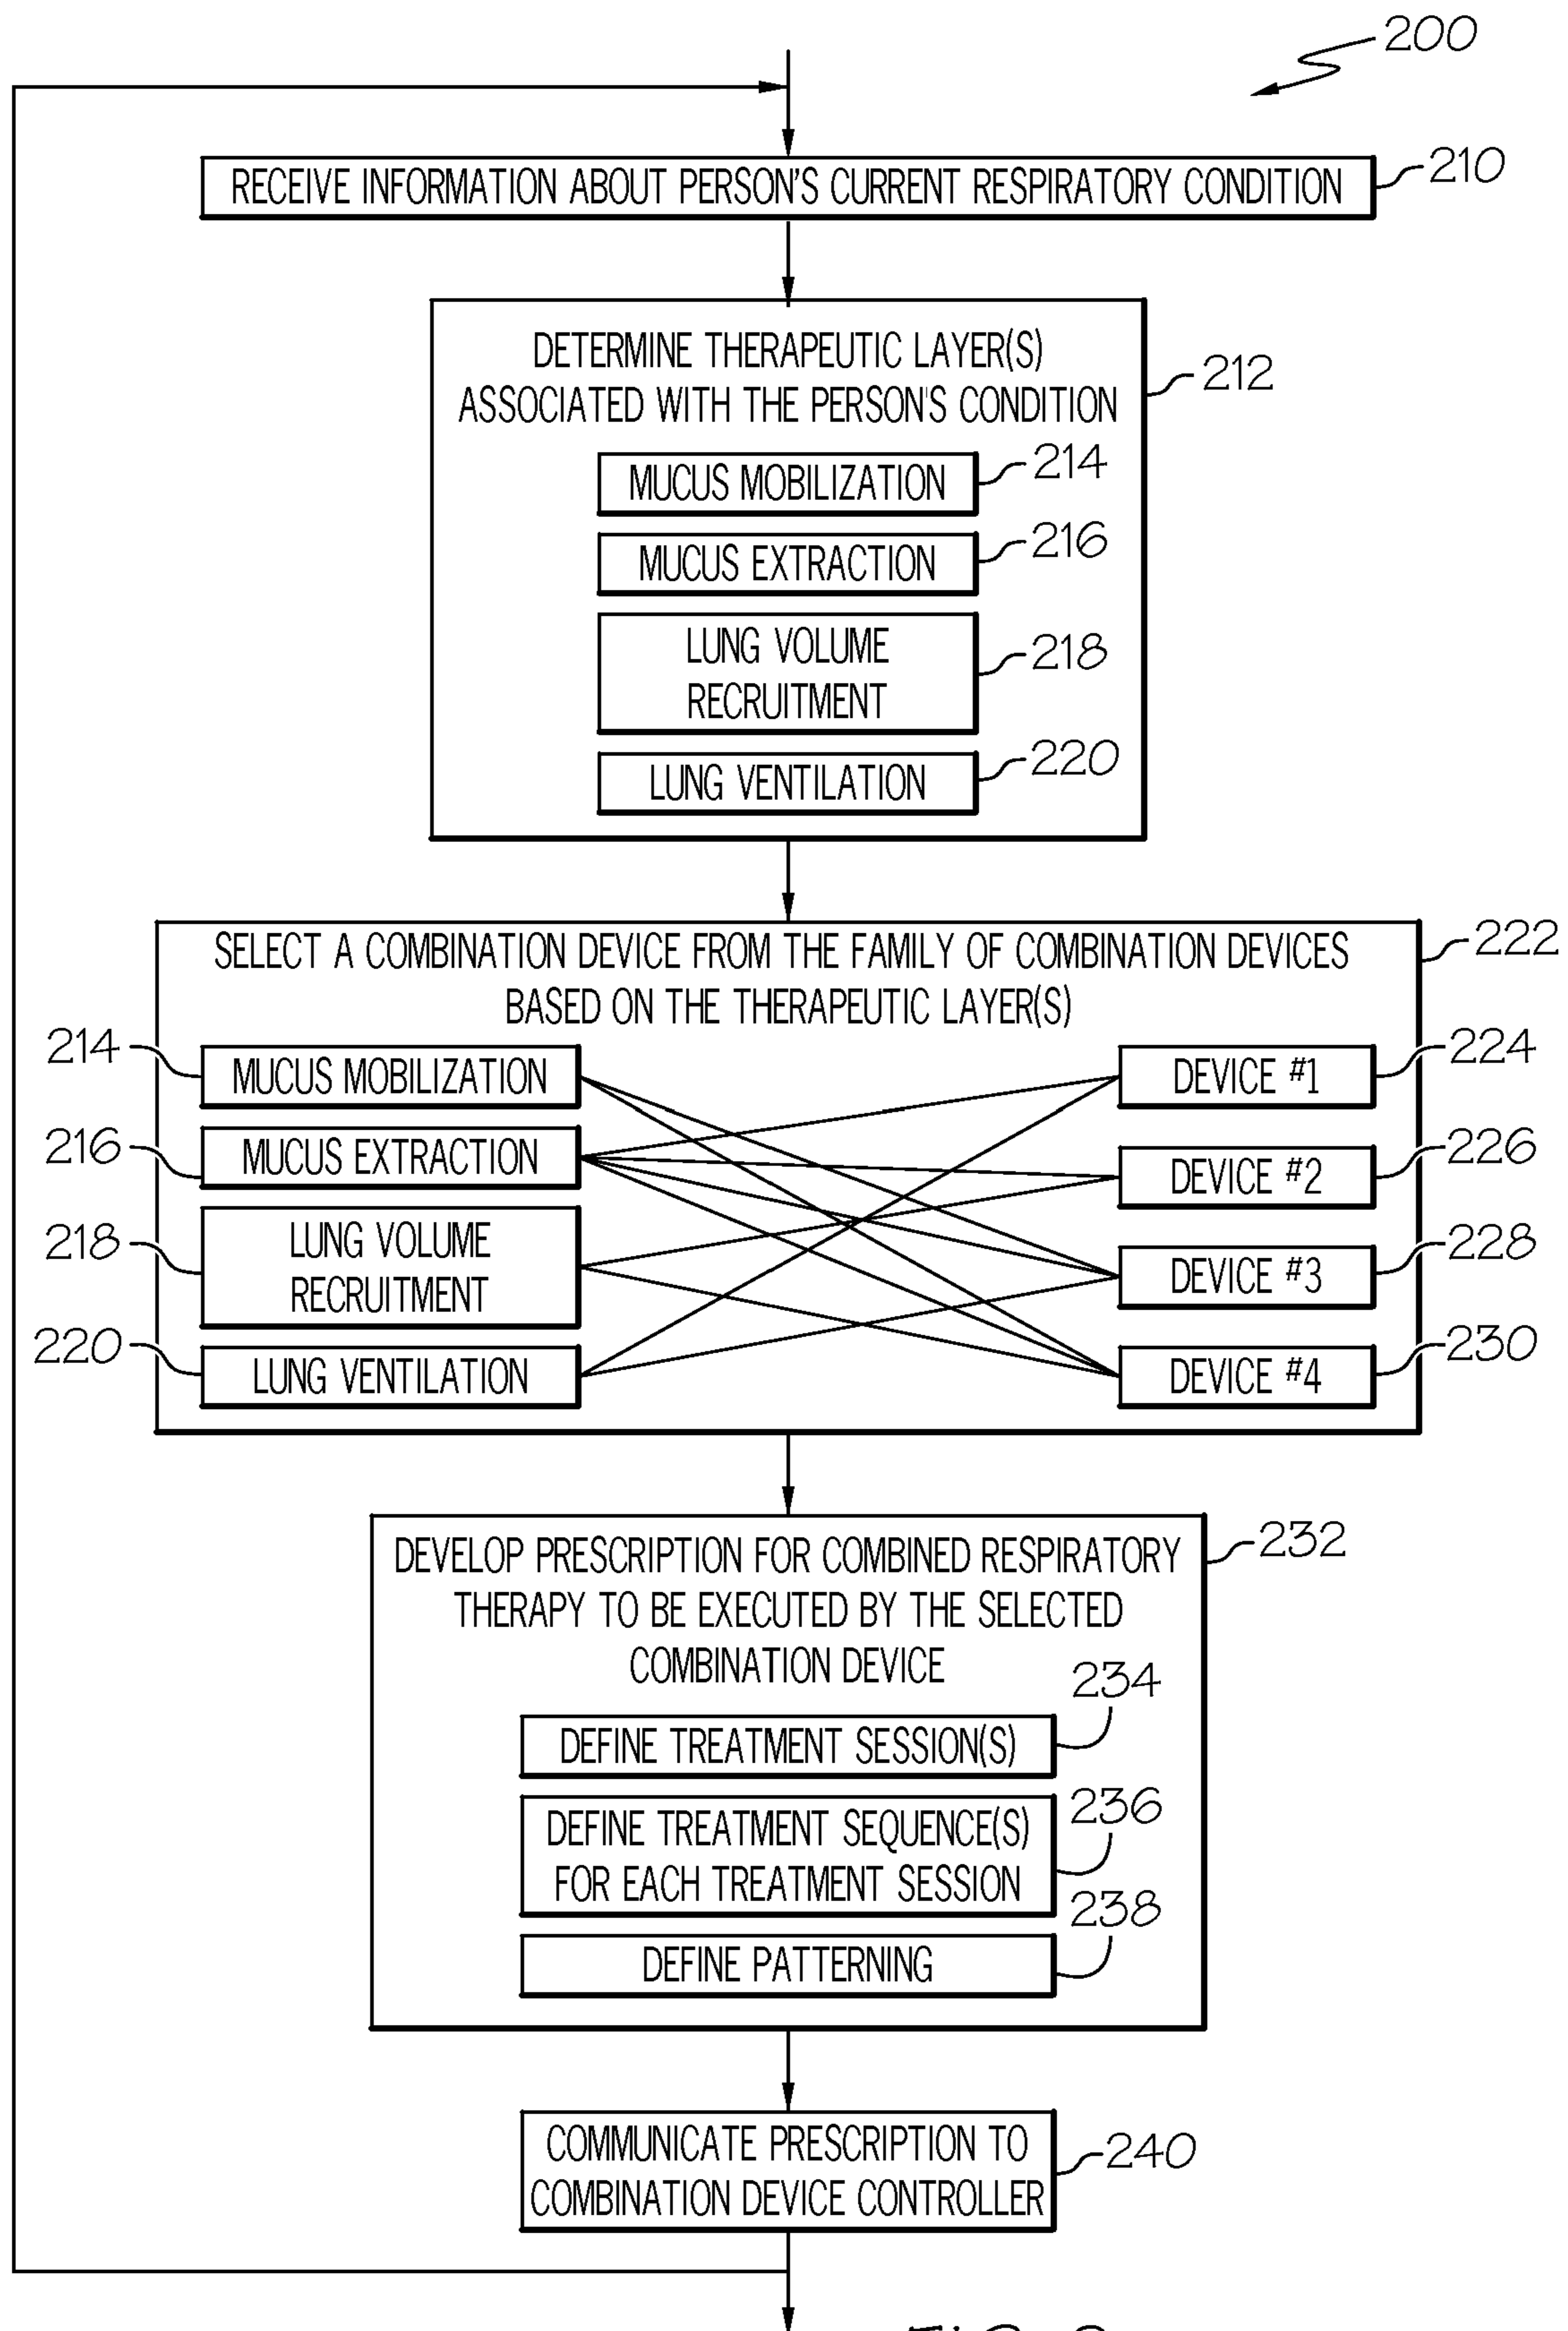 200
RECEIVE INFORMATION ABOUT PERSON'S CURRENT RESPIRATORY CONDITION
210
DETERMINE THERAPEUTIC LAYER(S)
ASSOCIATED WITH THE PERSON'S CONDITION
212
MUCUS MOBILIZATION
214
MUCUS EXTRACTION
216
LUNG VOLUME
RECRUITMENT
218
LUNG VENTILATION
220
SELECT A COMBINATION DEVICE FROM THE FAMILY OF COMBINATION DEVICES
BASED ON THE THERAPEUTIC LAYER(S)
222
214
MUCUS MOBILIZATION
DEVICE #1
224
216
MUCUS EXTRACTION
DEVICE #2
226
218
LUNG VOLUME
RECRUITMENT
DEVICE #3
228
220
LUNG VENTILATION
DEVICE #4
230
DEVELOP PRESCRIPTION FOR COMBINED RESPIRATORY
THERAPY TO BE EXECUTED BY THE SELECTED
COMBINATION DEVICE
232
DEFINE TREATMENT SESSION(S)
234
DEFINE TREATMENT SEQUENCE(S)
FOR EACH TREATMENT SESSION
236
DEFINE PATTERNING
238
COMMUNICATE PRESCRIPTION TO
COMBINATION DEVICE CONTROLLER
240